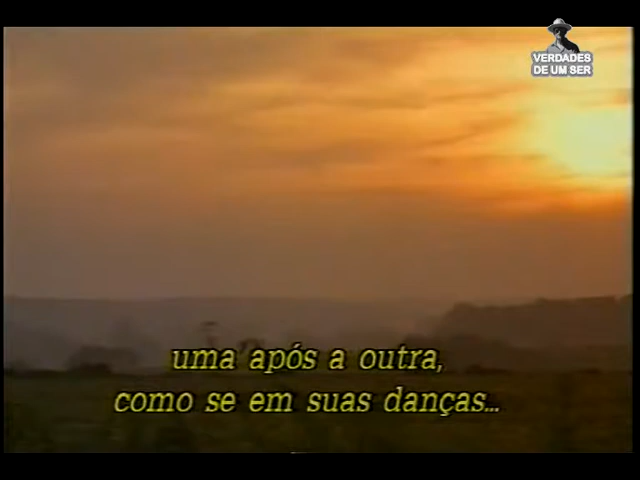 VERDADES
DE UM SER
uma após a outra,
como se em suas danças...